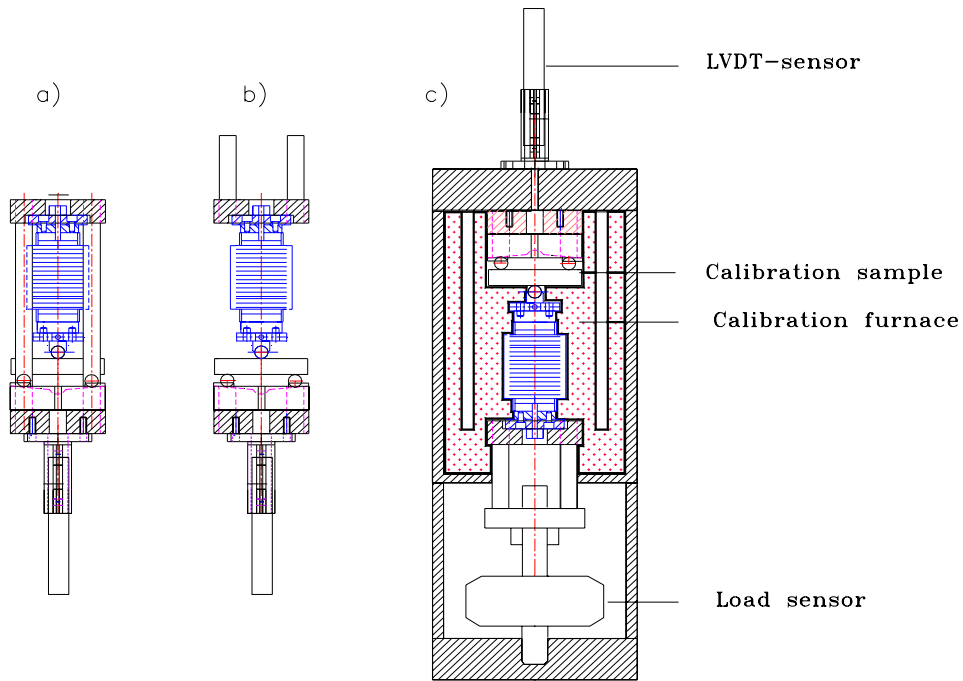 LVDT-sensor
a)
b)
c)
Calibration sample
Calibration furnace
Load sensor